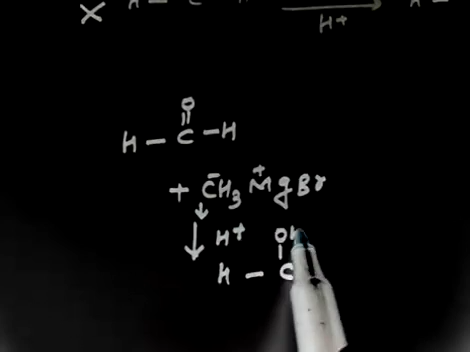 X H – C H → H
H+
O
||
H – C – H
+ C̄H3 M⁺gBr
↓ ↓ H+
OH
|
H – C